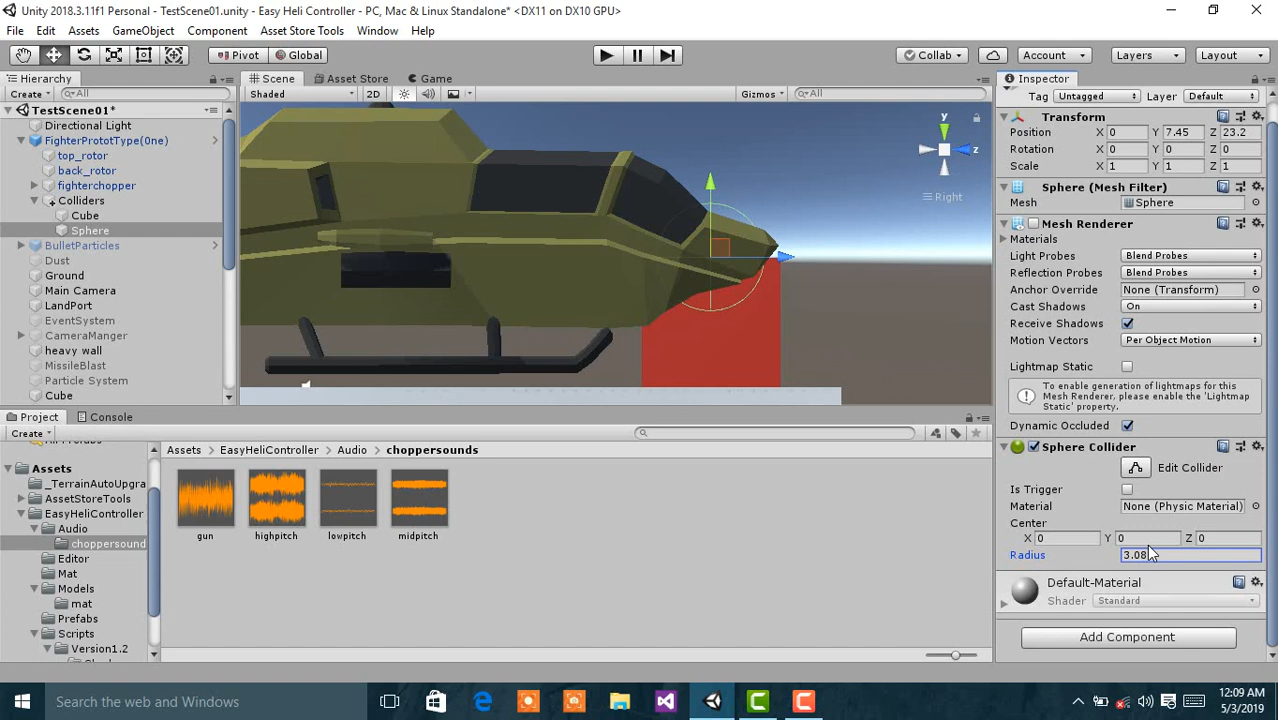 Unity 2018.3.11f1 Personal - TestScene01.unity - Easy Heli Controller - PC, Mac & Linux Standalone* <DX11 on DX10 GPU>
File Edit Assets GameObject Component Asset Store Tools Window Help
Pivot Global Collab Account Layers Layout
Hierarchy
Create All
TestScene01*
Directional Light
FighterPrototType(0ne)
top_rotor
back_rotor
fighterchopper
Colliders
Cube
Sphere
BulletParticles
Dust
Ground
Main Camera
LandPort
EventSystem
CameraManger
heavy wall
MissileBlast
Particle System
Cube
Scene Asset Store Game
Shaded 2D Gizmos All
y
z
Right
Inspector
Tag Untagged Layer Default
Transform
Position X 0 Y 7.45 Z 23.2
Rotation X 0 Y 0 Z 0
Scale X 1 Y 1 Z 1
Sphere (Mesh Filter)
Mesh Sphere
Mesh Renderer
Materials
Light Probes Blend Probes
Reflection Probes Blend Probes
Anchor Override None (Transform)
Cast Shadows On
Receive Shadows
Motion Vectors Per Object Motion
Lightmap Static
To enable generation of lightmaps for this
Mesh Renderer, please enable the 'Lightmap
Static' property.
Dynamic Occluded
Sphere Collider
Edit Collider
Is Trigger
Material None (Physic Material)
Center
X 0 Y 0 Z 0
Radius 3.08
Default-Material
Shader Standard
Add Component
Project Console
Create
Assets
_TerrainAutoUpgra
AssetStoreTools
EasyHeliController
Audio
choppersound
Editor
Mat
Models
mat
Prefabs
Scripts
Version1.2
Assets EasyHeliController Audio choppersounds
gun highpitch lowpitch midpitch
Search the web and Windows
12:09 AM
5/3/2019